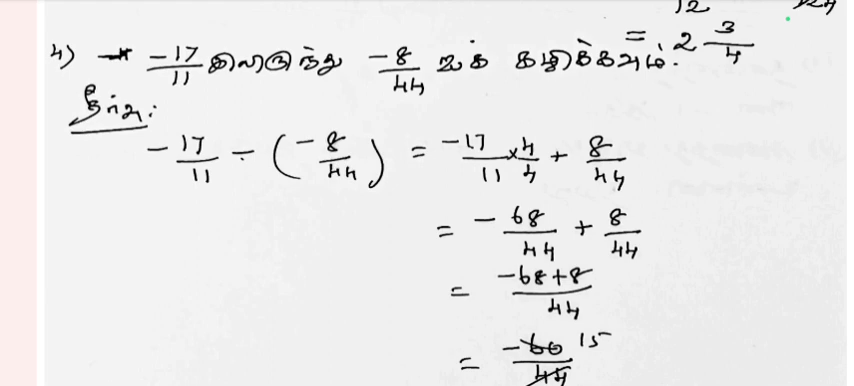 12
= 2 3/4
4) -17/11 லிருந்து -8/44 ஐக் கழிக்கவும்.
தீர்வு:
-17/11 ÷ (-8/44) = -17/11 × 4/4 + 8/44
= -68/44 + 8/44
= -68+8/44
= -60/44 15